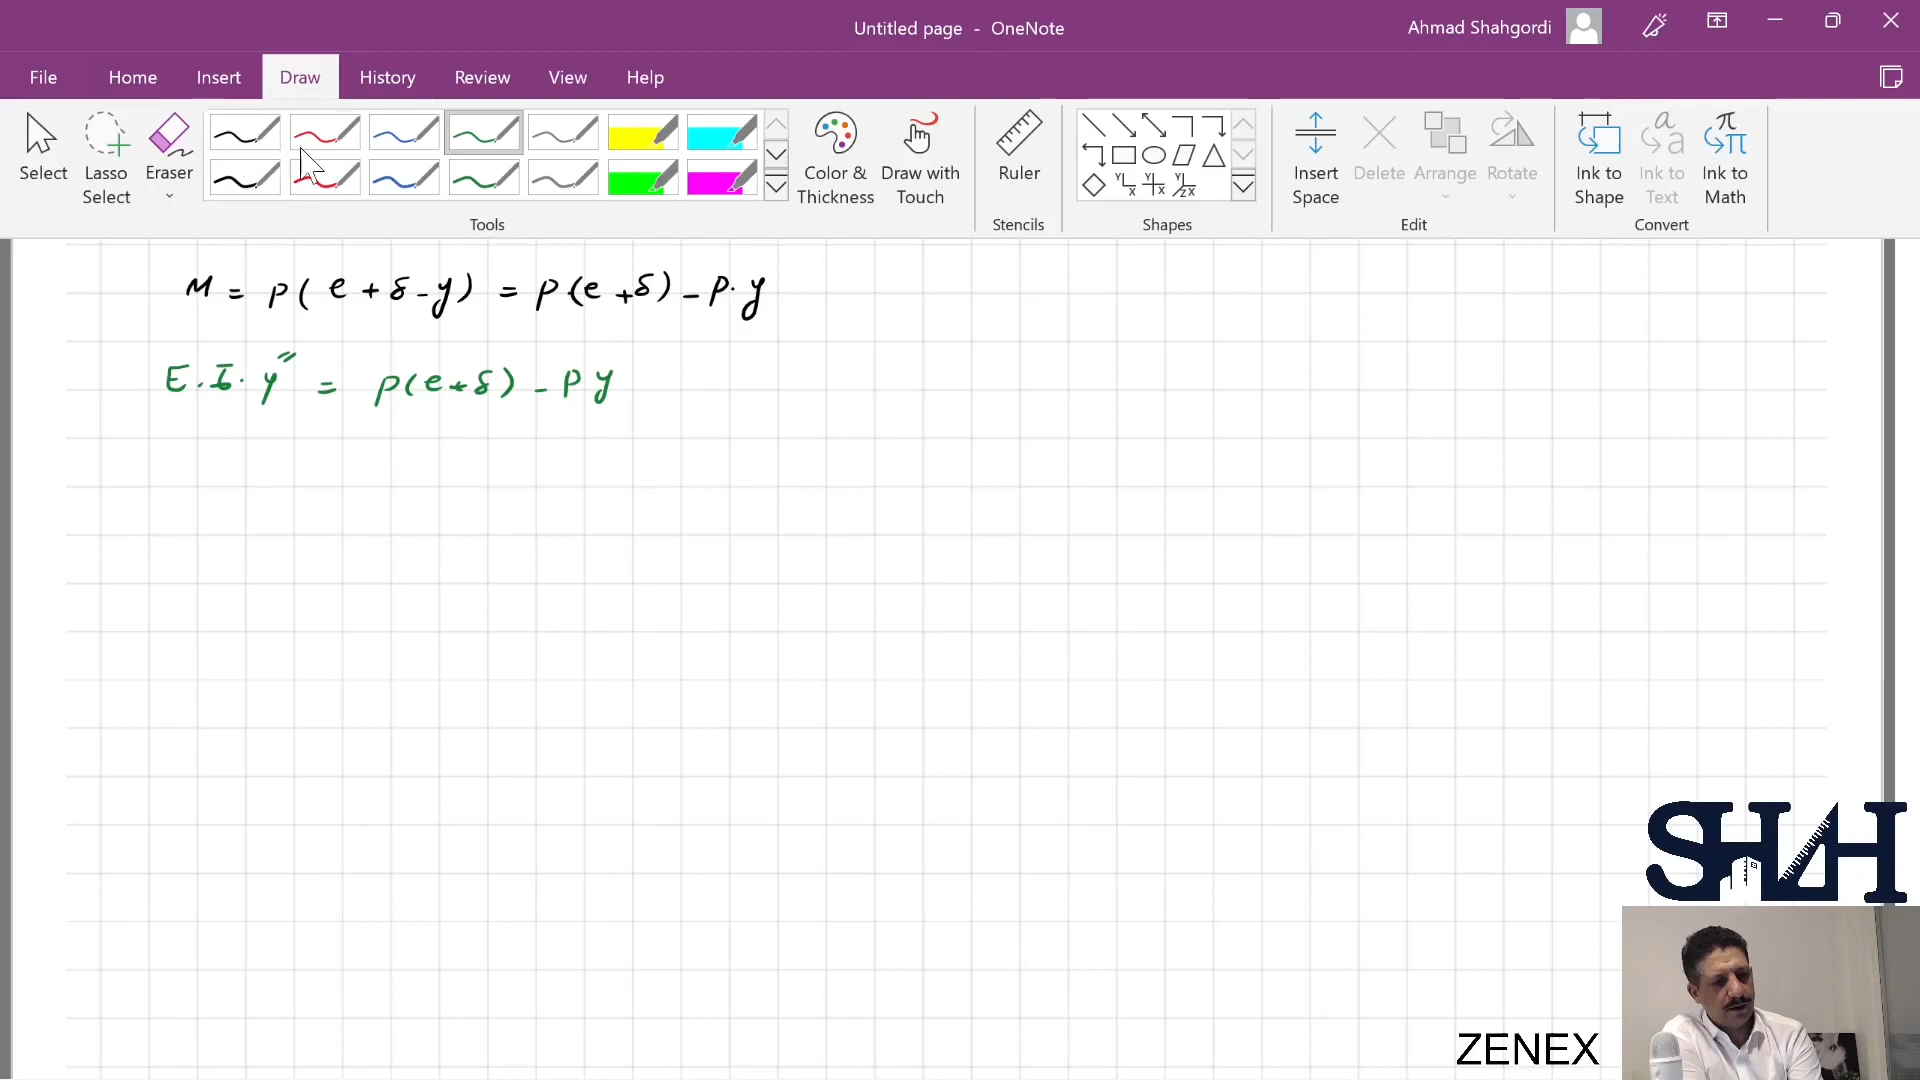 Untitled page - OneNote
Ahmad Shahgordi
File Home Insert Draw History Review View Help
Select
Lasso Select
Eraser
Color & Thickness
Draw with Touch
Ruler
Insert Space
Delete
Arrange
Rotate
Ink to Shape
Ink to Text
Ink to Math
Tools
Stencils
Shapes
Edit
Convert
M = P( e + δ - y ) = P.(e + δ) - P. y
E.I. y'' = P(e+δ) - P y
SHAH
ZENEX